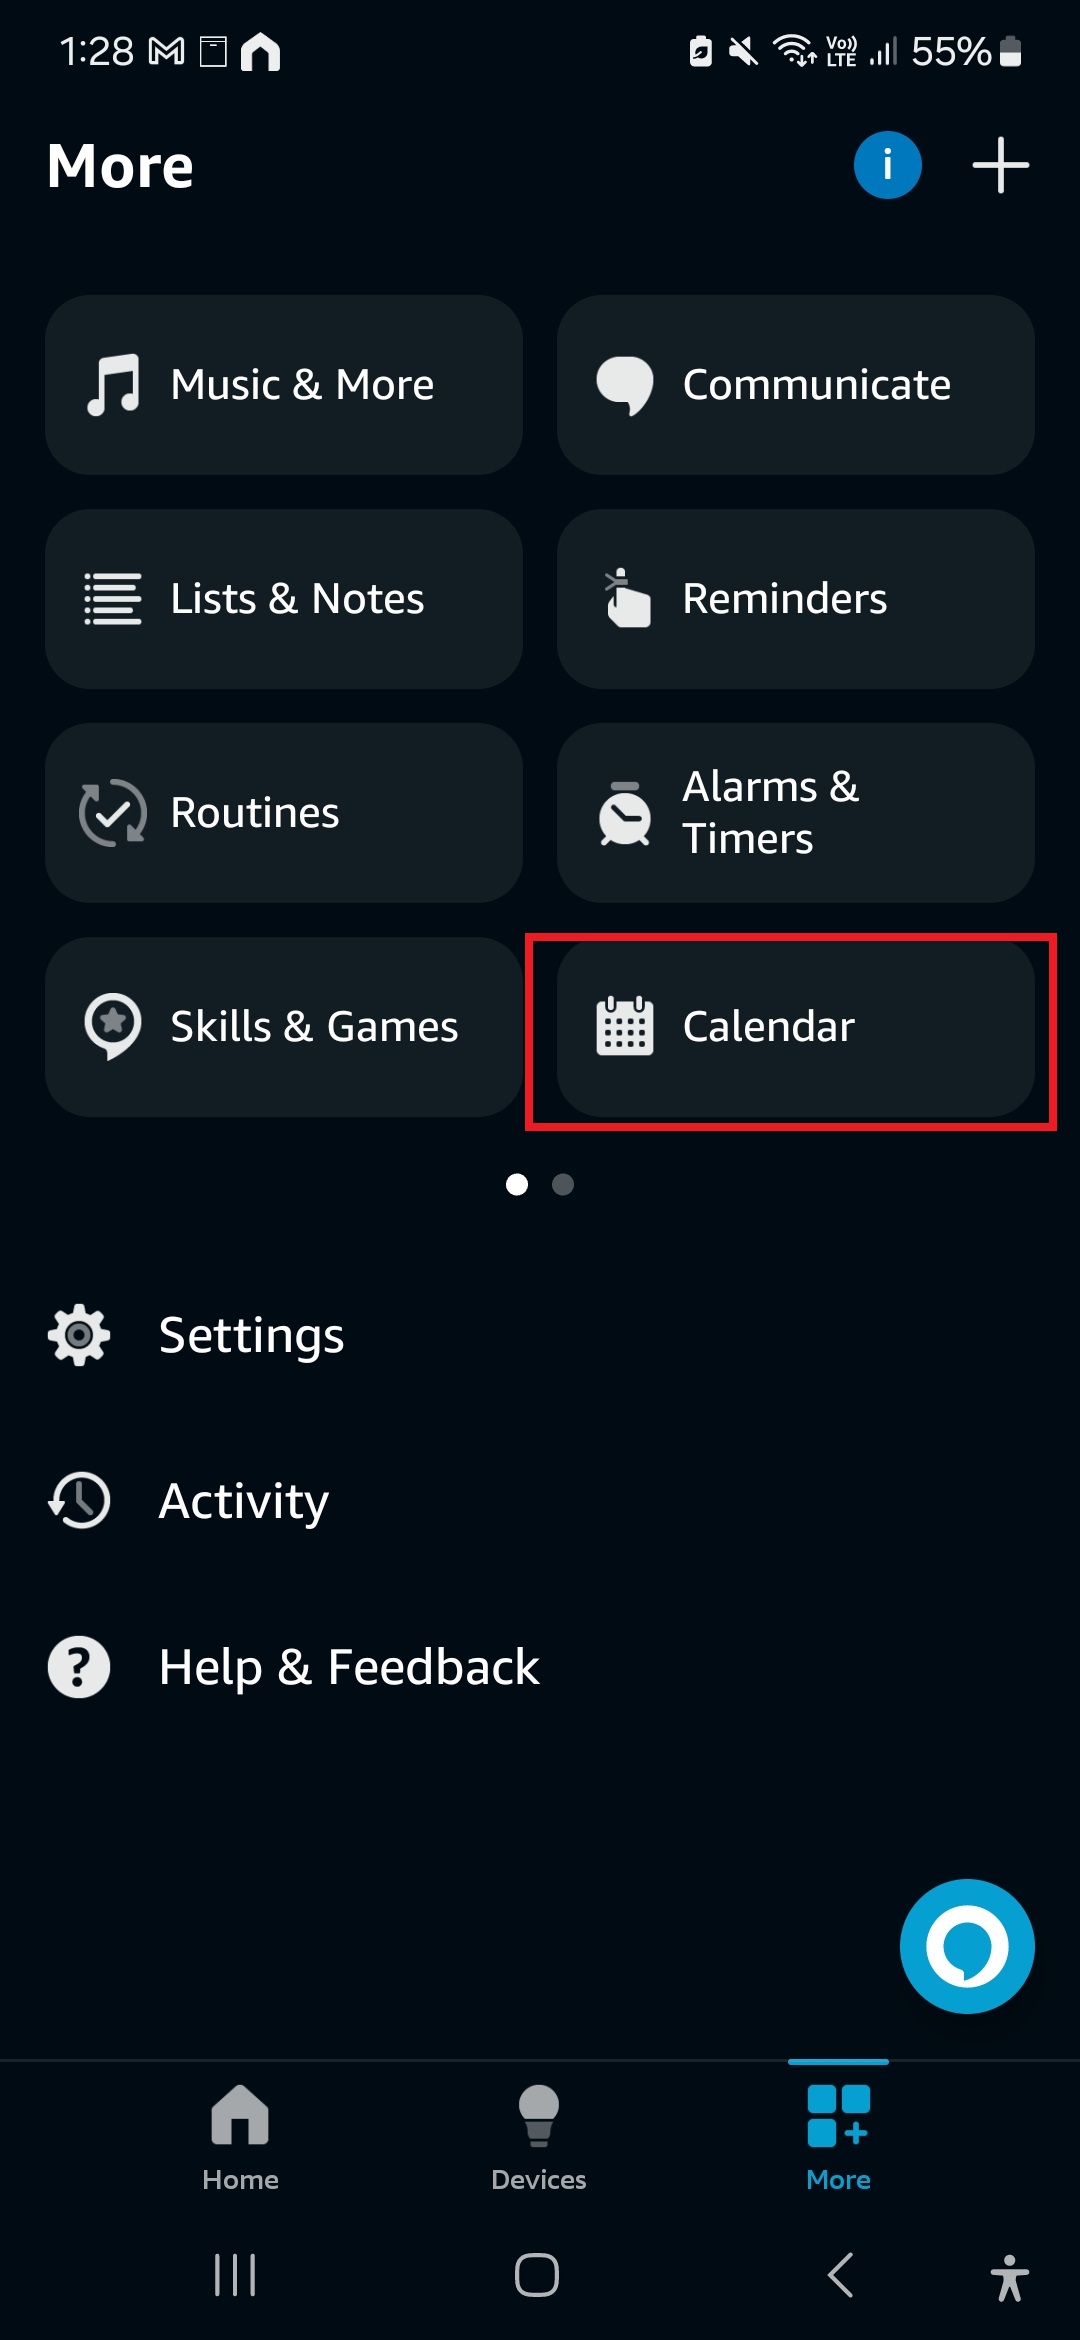 1:28
Vo)) LTE 55%
More
i
Music & More
Communicate
Lists & Notes
Reminders
Routines
Alarms &
Timers
Skills & Games
Calendar
Settings
Activity
?
Help & Feedback
Home
Devices
More